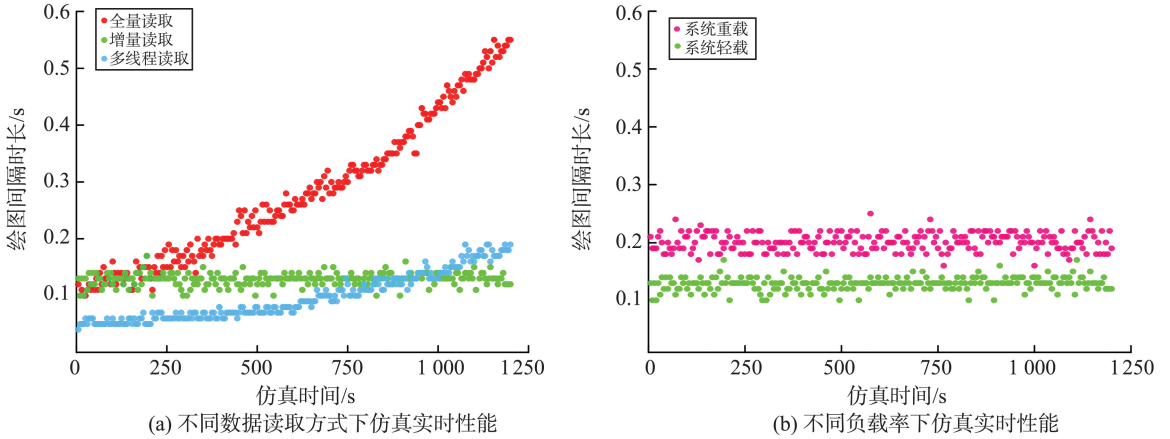 0.6
0.5
0.4
0.3
0.2
0.1
绘图间隔时长/s
全量读取
增量读取
多线程读取
0 250 500 750 1 000 1 250
仿真时间/s
(a) 不同数据读取方式下仿真实时性能
0.6
0.5
0.4
0.3
0.2
0.1
绘图间隔时长/s
系统重载
系统轻载
0 250 500 750 1 000 1 250
仿真时间/s
(b) 不同负载率下仿真实时性能